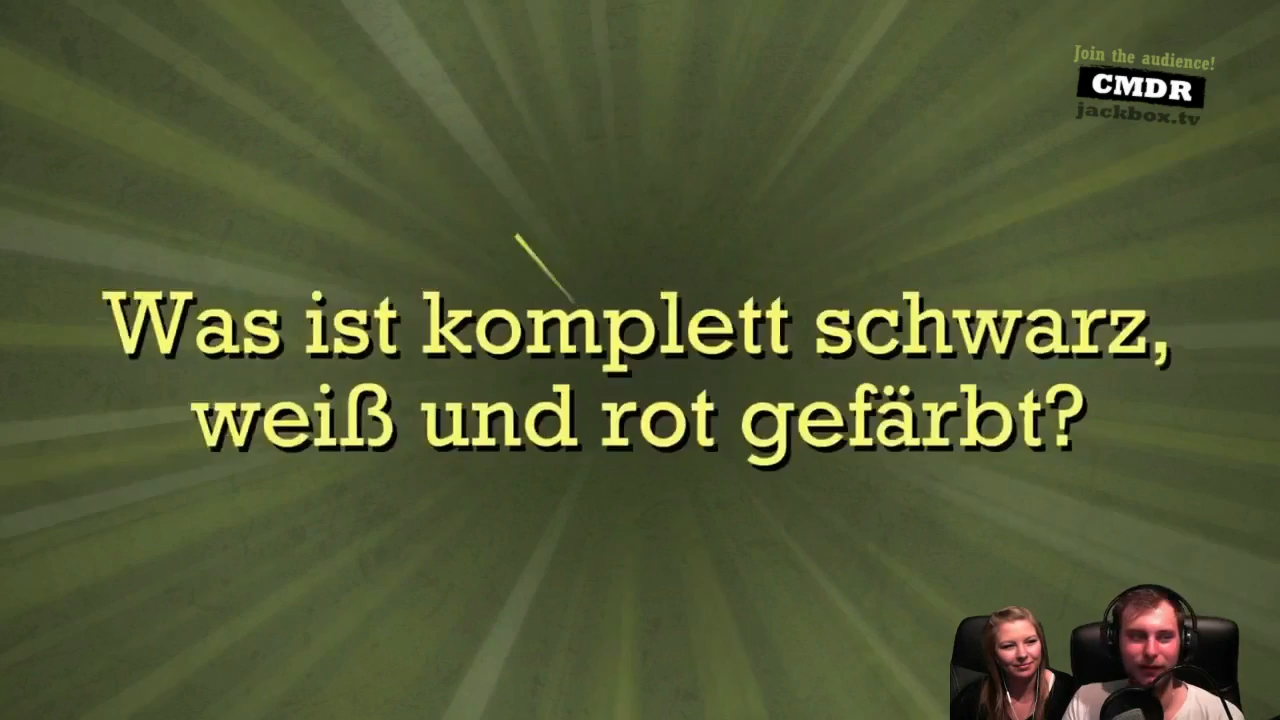 Join the audience!
CMDR
jackbox.tv
Was ist komplett schwarz,
weiß und rot gefärbt?